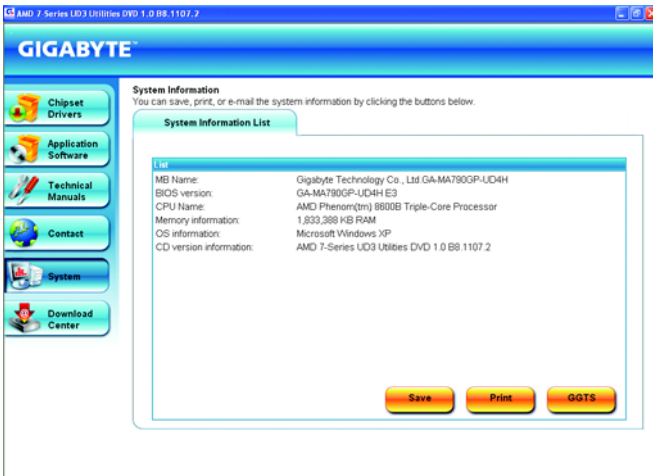 AMD 7-Series UD3 Utilities DVD 1.0 B8.1107.2
GIGABYTE™
Chipset
Drivers
Application
Software
Technical
Manuals
Contact
System
Download
Center
System Information
You can save, print, or e-mail the system information by clicking the buttons below.
System Information List
List
MB Name: Gigabyte Technology Co., Ltd.GA-MA790GP-UD4H
BIOS version: GA-MA790GP-UD4H E3
CPU Name: AMD Phenom(tm) 8600B Triple-Core Processor
Memory information: 1,833,388 KB RAM
OS information: Microsoft Windows XP
CD version information: AMD 7-Series UD3 Utilities DVD 1.0 B8.1107.2
Save Print GGTS